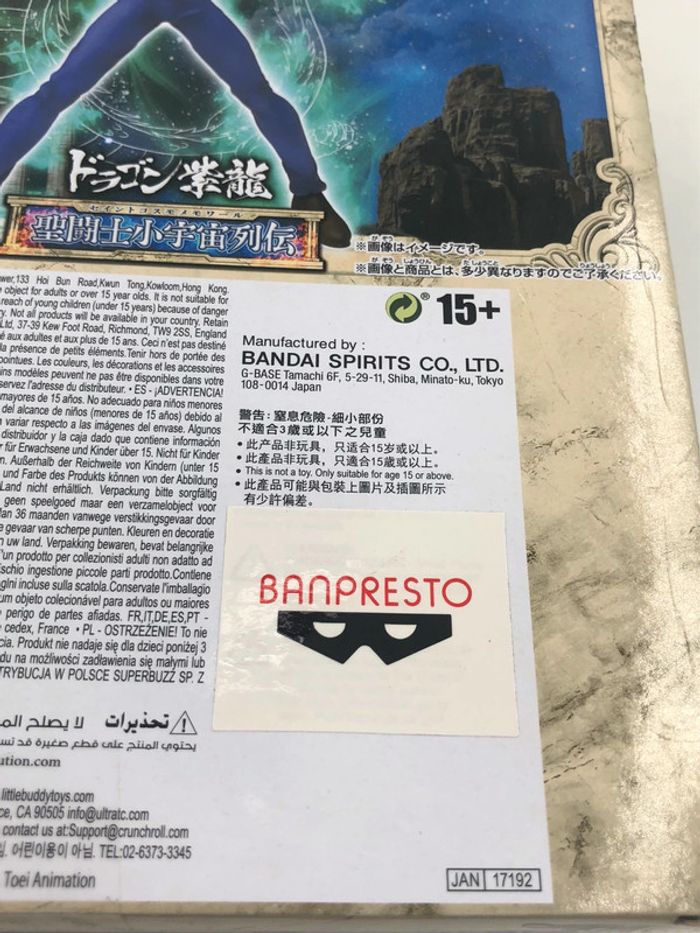 ドラゴン 紫龍
セイントコスモメモワール
聖闘士小宇宙列伝
※画像はイメージです。
※画像と商品とは、多少異なりますのでご了承ください。
133 Hoi Bun Road,Kwun Tong,Kowloon,Hong Kong.
object for adults or over 15 year olds. It is not suitable for
reach of young children (under 15 years) because of danger
Not all products will be available in your country. Retain
Ltd, 37-39 Kew Foot Road, Richmond, TW9 2SS, England
aux adultes et aux plus de 15 ans. Ceci n'est pas destiné
la présence de petits éléments.Tenir hors de portée des
pointues. Les couleurs, les décorations et les accessoires
modèles peuvent ne pas être disponibles dans votre
l'adresse du distributeur. • ES - ¡ADVERTENCIA!
mayores de 15 años. No adecuado para niños menores
del alcance de niños (menores de 15 años) debido al
variar respecto a las imágenes del envase. Algunos
distribuidor y la caja dado que contiene información
für Erwachsene und Kinder über 15. Nicht für Kinder
Außerhalb der Reichweite von Kindern (unter 15
und Farbe des Produkts können von der Abbildung
Land nicht erhältlich. Verpackung bitte sorgfältig
geen speelgoed maar een verzamelobject voor
36 maanden vanwege verstikkingsgevaar door
gevaar van scherpe punten. Kleuren en decoratie
uw land. Verpakking bewaren, bevat belangrijke
un prodotto per collezionisti adulti non adatto ad
ingestione piccole parti prodotto.Contiene
incluse sulla scatola.Conservate l'imballagio
um objeto colecionável para adultos ou maiores
perigo de partes afiadas. FR,IT,DE,ES,PT -
cedex, France • PL - OSTRZEŻENIE! To nie
Produkt nie nadaje się dla dzieci poniżej 3
na możliwości zadławienia się małymi lub
W POLSCE SUPERBUZZ SP. Z
تحذيرات لا يصلح
يحتوي المنتج على قطع صغيرة قد
littlebuddytoys.com
CA 90505 info@ultratc.com
contact us at:Support@crunchroll.com
어린이용이 아님. TEL:02-6373-3345
Toei Animation
® 15+
Manufactured by :
BANDAI SPIRITS CO., LTD.
G-BASE Tamachi 6F, 5-29-11, Shiba, Minato-ku, Tokyo
108-0014 Japan
警告: 窒息危險-細小部份
不適合3歲或以下之兒童
• 此产品非玩具，只适合15岁或以上。
• 此產品非玩具，只適合15歲或以上。
• This is not a toy. Only suitable for age 15 or above.
• 此產品可能與包裝上圖片及插圖所示
有少許偏差。
BANPRESTO
JAN 17192